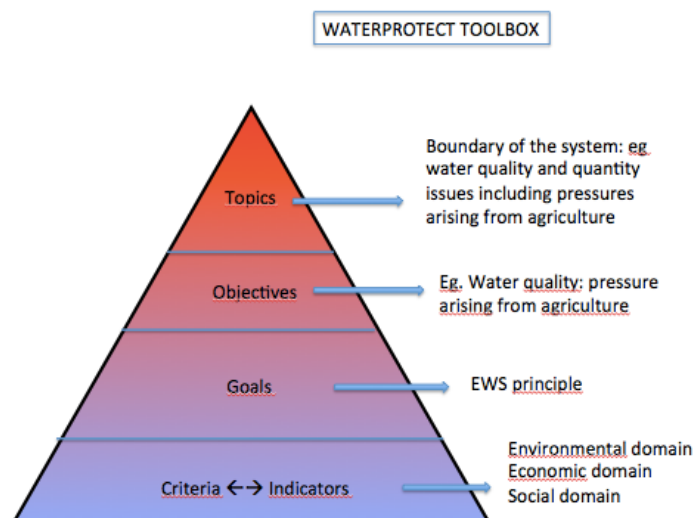 WATERPROTECT TOOLBOX
Topics
Boundary of the system: eg
water quality and quantity
issues including pressures
arising from agriculture
Objectives
Eg. Water quality: pressure
arising from agriculture
Goals
EWS principle
Criteria ←→ Indicators
Environmental domain
Economic domain
Social domain